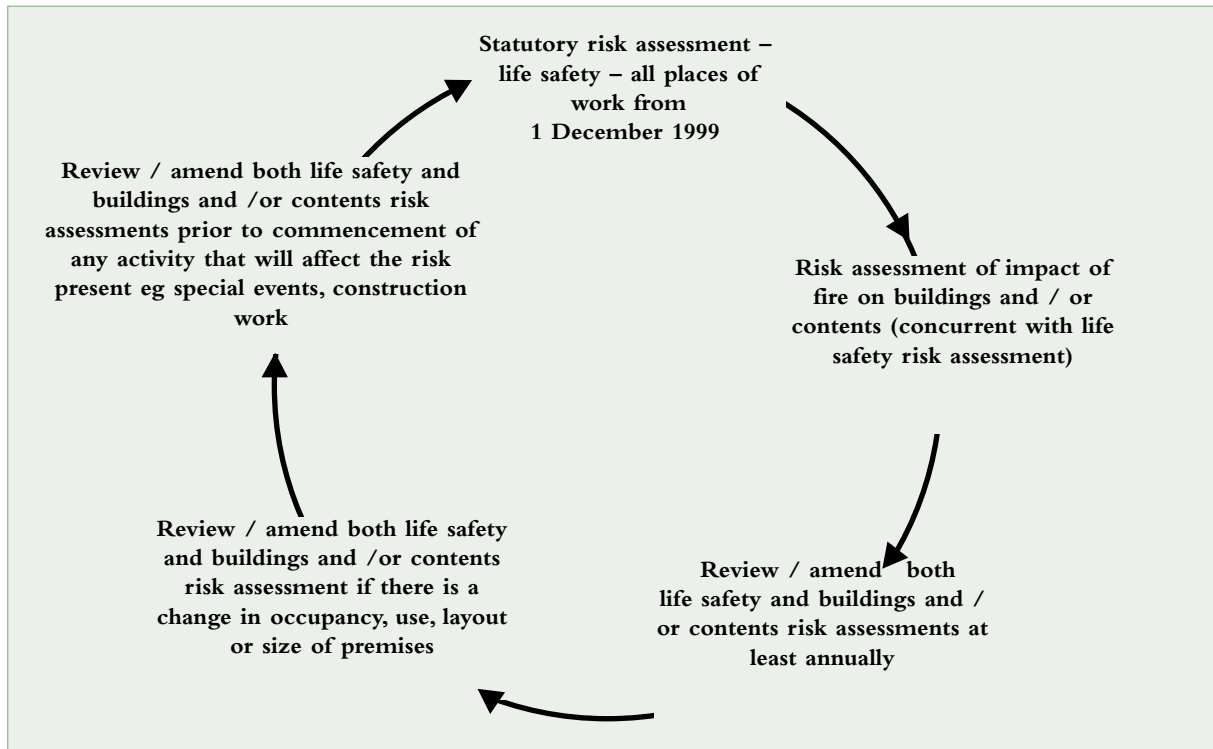 Statutory risk assessment –
life safety – all places of
work from
1 December 1999
Risk assessment of impact of
fire on buildings and / or
contents (concurrent with life
safety risk assessment)
Review / amend both
life safety and buildings and /
or contents risk assessments at
least annually
Review / amend both life safety
and buildings and /or contents
risk assessment if there is a
change in occupancy, use, layout
or size of premises
Review / amend both life safety and
buildings and /or contents risk
assessments prior to commencement of
any activity that will affect the risk
present eg special events, construction
work